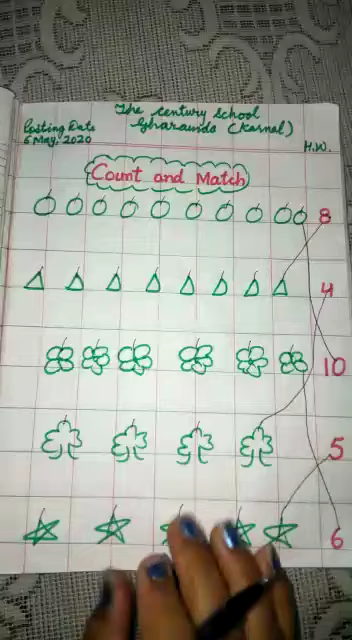 The century School
Gharaunda (Karnal)
Posting Date
6 May, 2020
H.W.
Count and Match
8
4
10
5
6